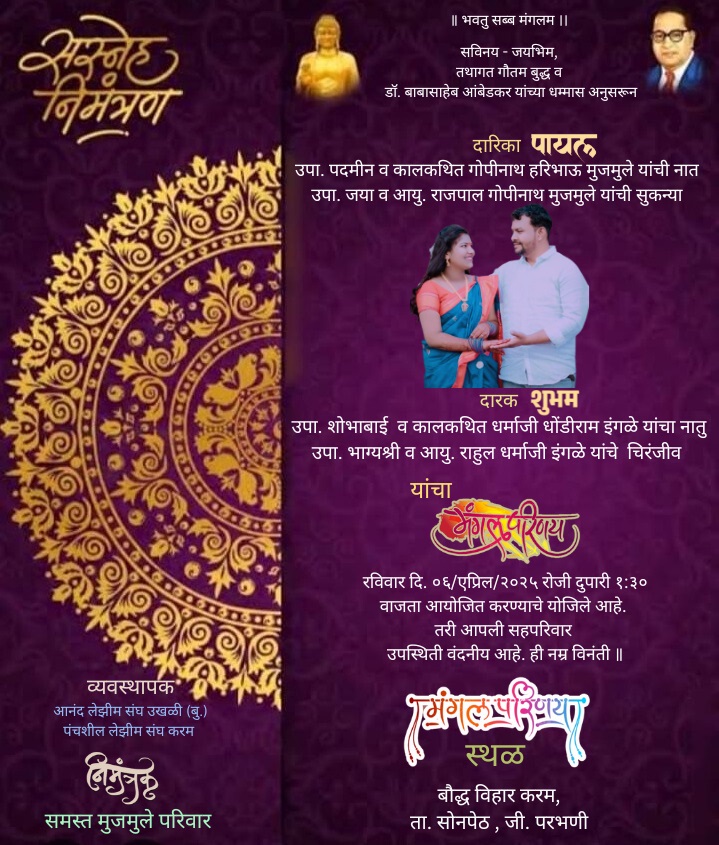 सस्नेह
निमंत्रण
॥ भवतु सब्ब मंगलम ।।
सविनय - जयभिम,
तथागत गौतम बुद्ध व
डॉ. बाबासाहेब आंबेडकर यांच्या धम्मास अनुसरून
दारिका पायल
उपा. पदमीन व कालकथित गोपीनाथ हरिभाऊ मुजमुले यांची नात
उपा. जया व आयु. राजपाल गोपीनाथ मुजमुले यांची सुकन्या
दारक शुभम
उपा. शोभाबाई व कालकथित धर्माजी धोंडीराम इंगळे यांचा नातु
उपा. भाग्यश्री व आयु. राहुल धर्माजी इंगळे यांचे चिरंजीव
यांचा
मंगल परिणय
रविवार दि. ०६/एप्रिल/२०२५ रोजी दुपारी १:३०
वाजता आयोजित करण्याचे योजिले आहे.
तरी आपली सहपरिवार
उपस्थिती वंदनीय आहे. ही नम्र विनंती ॥
मंगल परिणय
स्थळ
बौद्ध विहार करम,
ता. सोनपेठ , जी. परभणी
व्यवस्थापक
आनंद लेझीम संघ उखळी (बु.)
पंचशील लेझीम संघ करम
निमंत्रक
समस्त मुजमुले परिवार